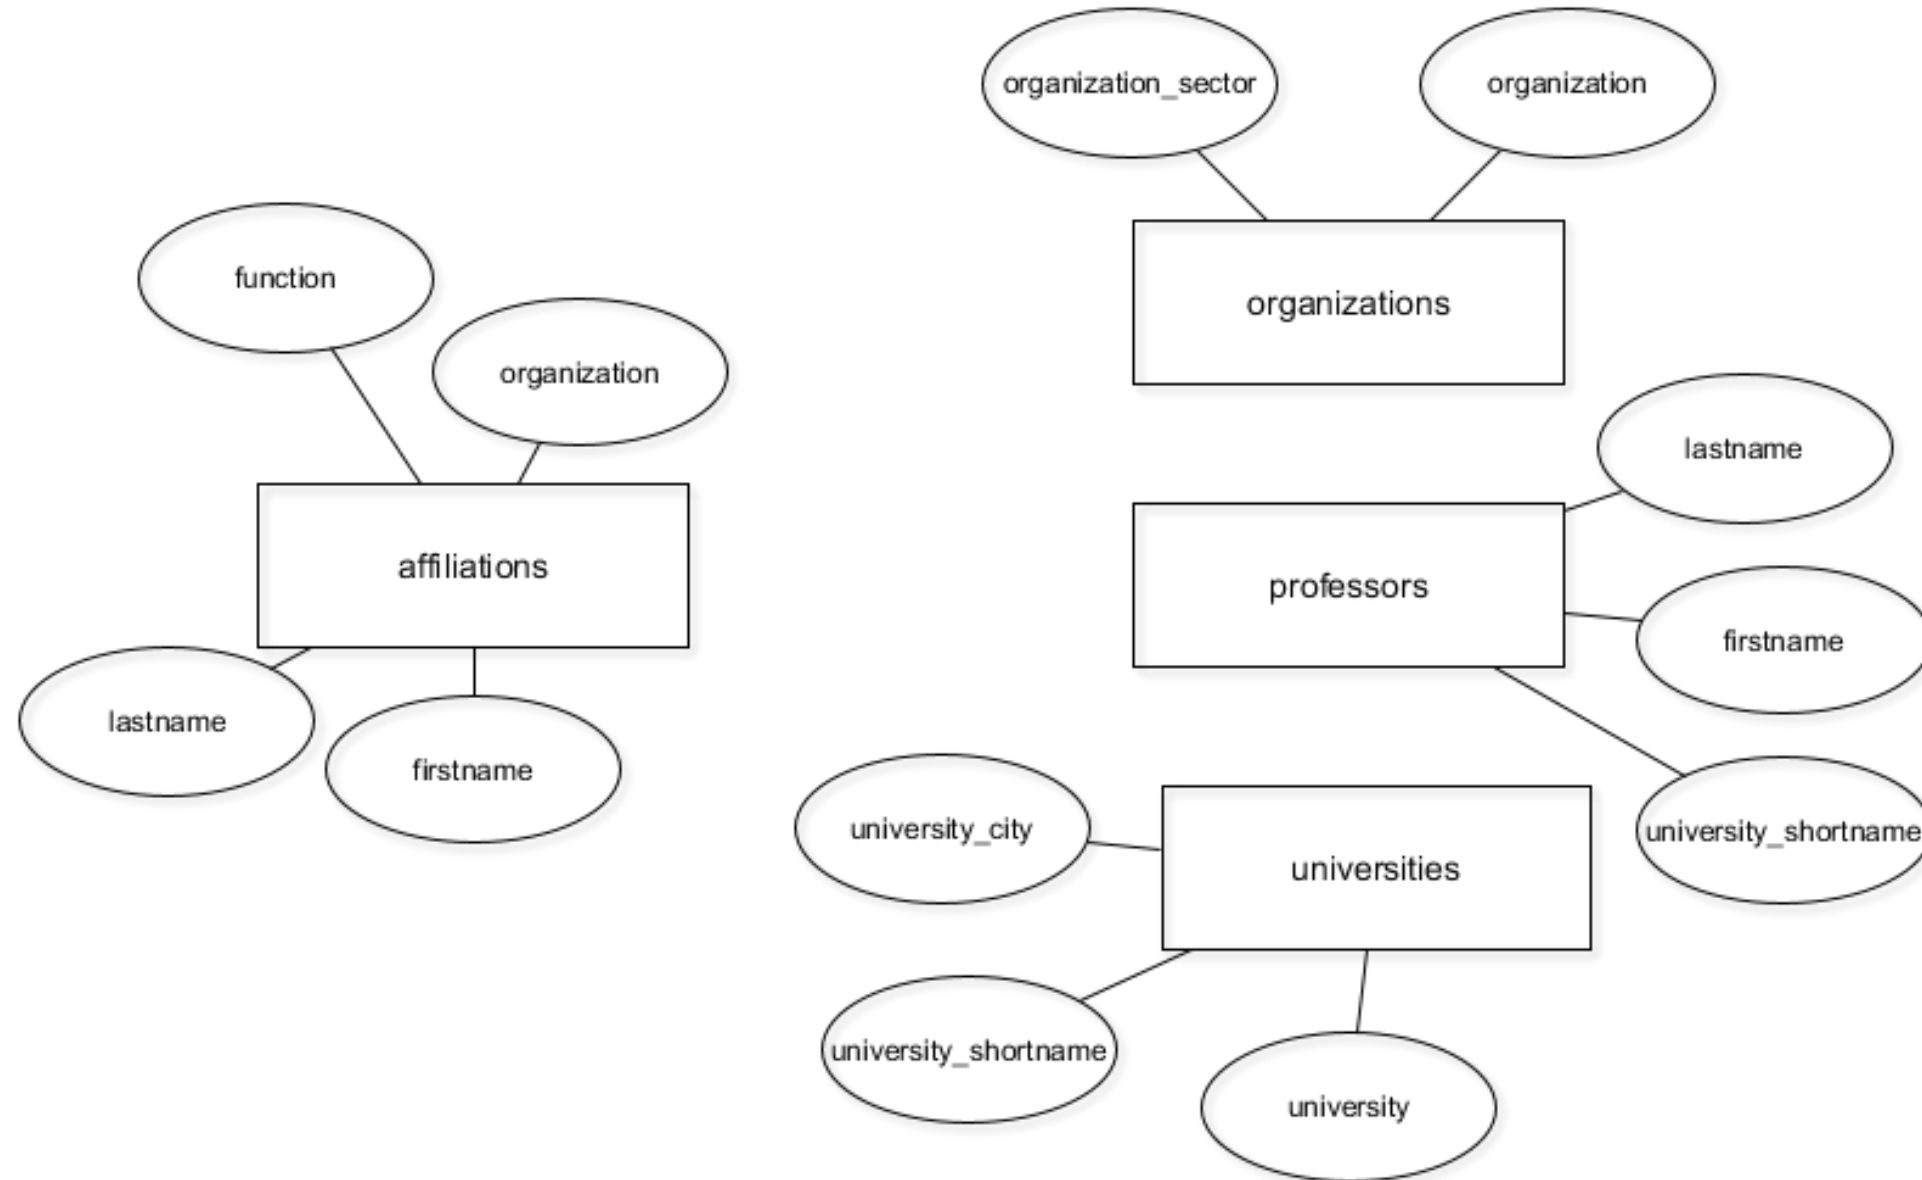 organization_sector
organization
function
organization
organizations
lastname
affiliations
professors
firstname
lastname
firstname
university_city
university_shortname
universities
university_shortname
university